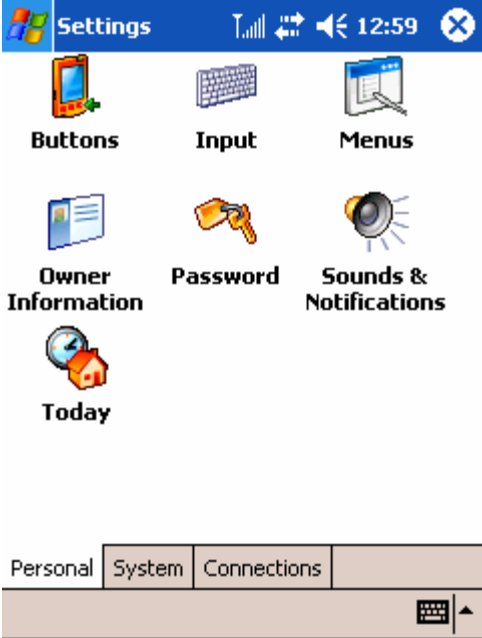 Settings 12:59
Buttons Input Menus
Owner Password Sounds &
Information Notifications
Today
Personal System Connections